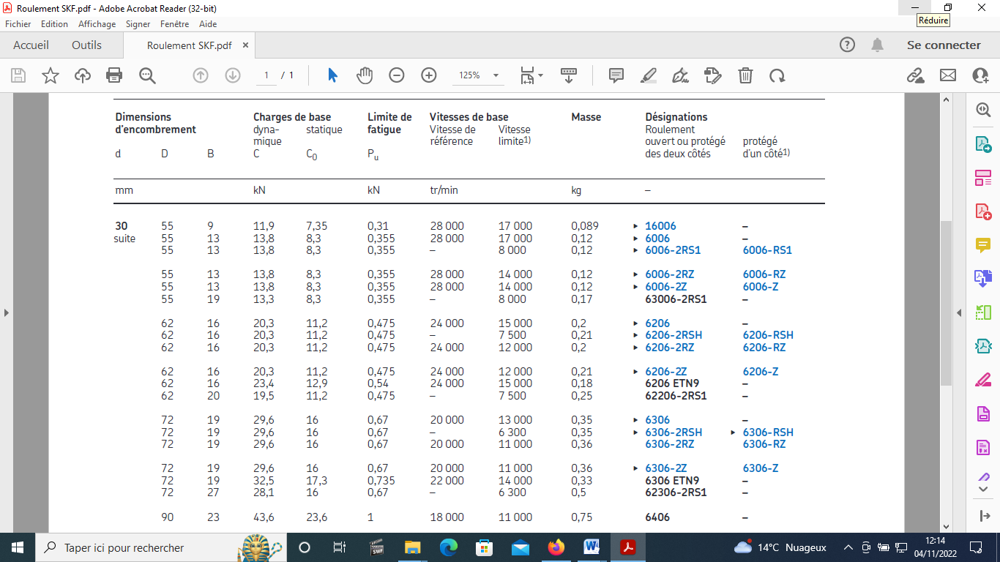 Roulement SKF.pdf - Adobe Acrobat Reader (32-bit)
Réduire
Fichier Edition Affichage Signer Fenêtre Aide
Accueil Outils Roulement SKF.pdf × Se connecter
1 / 1 125%
Dimensions Charges de base Limite de Vitesses de base Masse Désignations
d'encombrement dyna- statique fatigue Vitesse de Vitesse Roulement
mique référence limite1) ouvert ou protégé protégé
d D B C C0 Pu des deux côtés d'un côté1)
mm kN kN tr/min kg –
30 55 9 11,9 7,35 0,31 28 000 17 000 0,089 ▶ 16006 –
suite 55 13 13,8 8,3 0,355 28 000 17 000 0,12 ▶ 6006 –
55 13 13,8 8,3 0,355 – 8 000 0,12 ▶ 6006-2RS1 6006-RS1
55 13 13,8 8,3 0,355 28 000 14 000 0,12 ▶ 6006-2RZ 6006-RZ
55 13 13,8 8,3 0,355 28 000 14 000 0,12 ▶ 6006-2Z 6006-Z
55 19 13,3 8,3 0,355 – 8 000 0,17 63006-2RS1 –
62 16 20,3 11,2 0,475 24 000 15 000 0,2 ▶ 6206 –
62 16 20,3 11,2 0,475 – 7 500 0,21 ▶ 6206-2RSH 6206-RSH
62 16 20,3 11,2 0,475 24 000 12 000 0,2 ▶ 6206-2RZ 6206-RZ
62 16 20,3 11,2 0,475 24 000 12 000 0,21 ▶ 6206-2Z 6206-Z
62 16 23,4 12,9 0,54 24 000 15 000 0,18 6206 ETN9 –
62 20 19,5 11,2 0,475 – 7 500 0,25 62206-2RS1 –
72 19 29,6 16 0,67 20 000 13 000 0,35 ▶ 6306 –
72 19 29,6 16 0,67 – 6 300 0,35 ▶ 6306-2RSH ▶ 6306-RSH
72 19 29,6 16 0,67 20 000 11 000 0,36 6306-2RZ 6306-RZ
72 19 29,6 16 0,67 20 000 11 000 0,36 ▶ 6306-2Z 6306-Z
72 19 32,5 17,3 0,735 22 000 14 000 0,33 6306 ETN9 –
72 27 28,1 16 0,67 – 6 300 0,5 62306-2RS1 –
90 23 43,6 23,6 1 18 000 11 000 0,75 6406 –
Taper ici pour rechercher SWF W 14°C Nuageux 12:14
04/11/2022